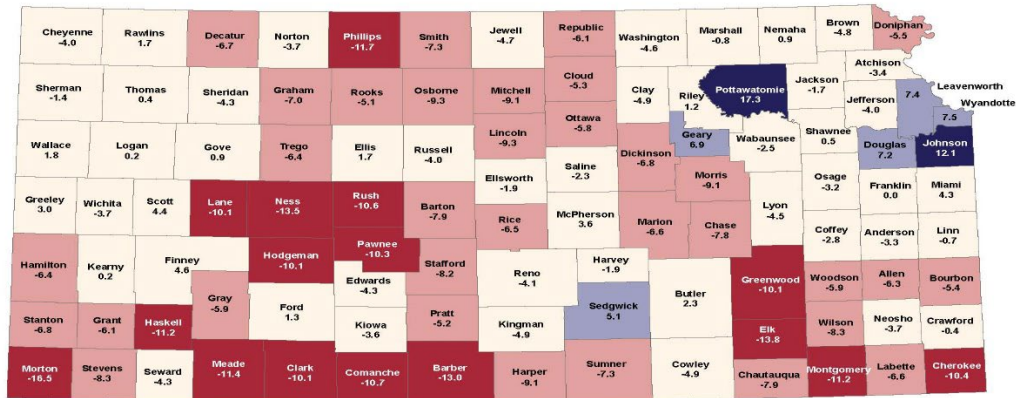 Cheyenne
-4.0
Rawlins
1.7
Decatur
-6.7
Norton
-3.7
Phillips
-11.7
Smith
-7.3
Jewell
-4.7
Republic
-6.1
Washington
-4.6
Marshall
-0.8
Nemaha
0.9
Brown
-4.8
Doniphan
-5.5
Atchison
-3.4
Sherman
-1.4
Thomas
0.4
Sheridan
-4.3
Graham
-7.0
Rooks
-5.1
Osborne
-9.3
Mitchell
-9.1
Cloud
-5.3
Clay
-4.9
Riley
1.2
Pottawatomie
17.3
Jackson
-1.7
Jefferson
-4.0
7.4
Leavenworth
Wyandotte
7.5
Ottawa
-5.8
Lincoln
-9.3
Wallace
1.8
Logan
0.2
Gove
0.9
Trego
-6.4
Ellis
1.7
Russell
-4.0
Saline
-2.3
Dickinson
-6.8
Geary
6.9
Wabaunsee
-2.5
Shawnee
0.5
Douglas
7.2
Johnson
12.1
Ellsworth
-1.9
Morris
-9.1
Osage
-3.2
Franklin
0.0
Miami
4.3
Greeley
3.0
Wichita
-3.7
Scott
4.4
Lane
-10.1
Ness
-13.5
Rush
-10.6
Barton
-7.9
Rice
-6.5
McPherson
3.6
Marion
-6.6
Chase
-7.8
Lyon
-4.5
Coffey
-2.8
Anderson
-3.3
Linn
-0.7
Hamilton
-6.4
Kearny
0.2
Finney
4.6
Hodgeman
-10.1
Pawnee
-10.3
Stafford
-8.2
Edwards
-4.3
Reno
-4.1
Harvey
-1.9
Butler
2.3
Greenwood
-10.1
Woodson
-5.9
Allen
-6.3
Bourbon
-5.4
Gray
-5.9
Ford
1.3
Kiowa
-3.6
Pratt
-5.2
Kingman
-4.9
Sedgwick
5.1
Stanton
-6.8
Grant
-6.1
Haskell
-11.2
Elk
-13.8
Wilson
-8.3
Neosho
-3.7
Crawford
-0.4
Morton
-16.5
Stevens
-8.3
Seward
-4.3
Meade
-11.4
Clark
-10.1
Comanche
-10.7
Barber
-13.0
Harper
-9.1
Sumner
-7.3
Cowley
-4.9
Chautauqua
-7.9
Montgomery
-11.2
Labette
-6.6
Cherokee
-10.4